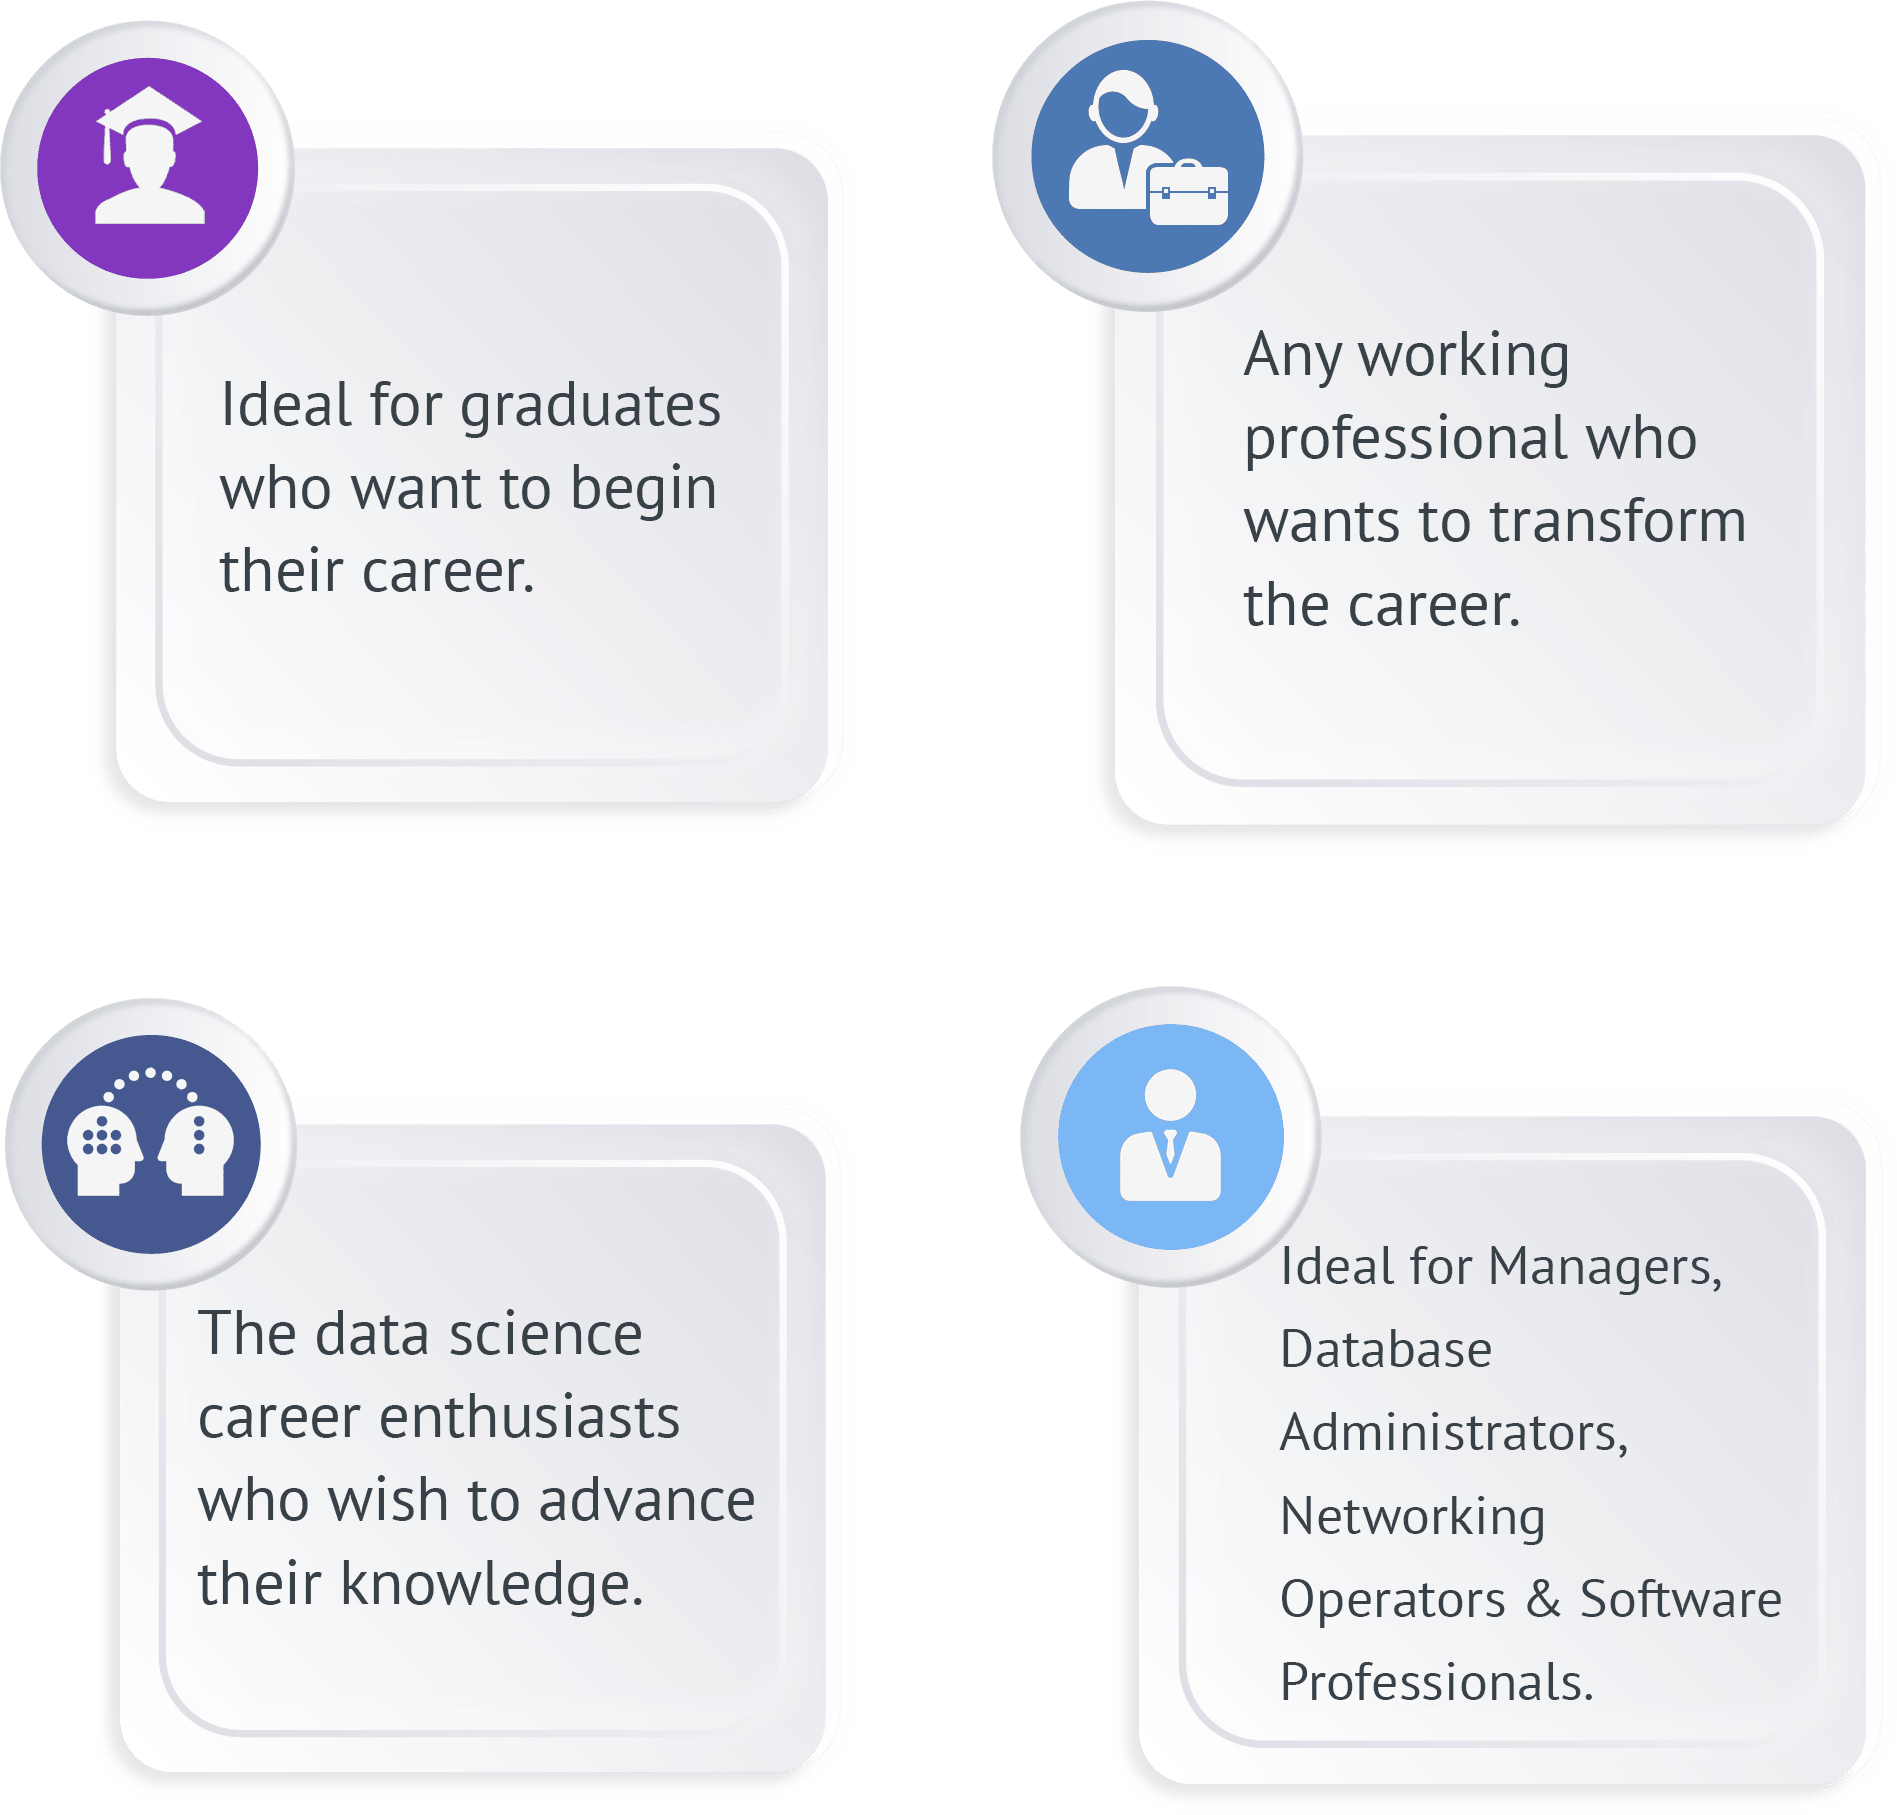 Ideal for graduates
who want to begin
their career.
Any working
professional who
wants to transform
the career.
The data science
career enthusiasts
who wish to advance
their knowledge.
Ideal for Managers,
Database
Administrators,
Networking
Operators & Software
Professionals.